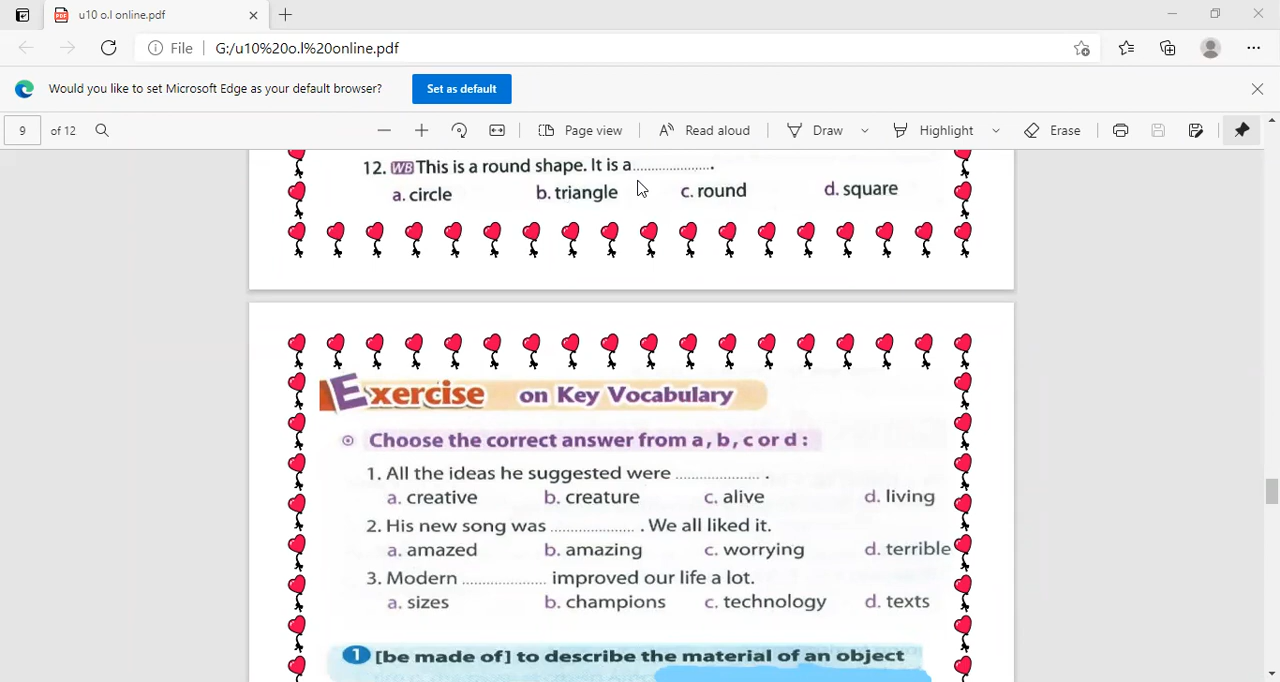 u10 o.l online.pdf
File G:/u10%20o.l%20online.pdf
Would you like to set Microsoft Edge as your default browser? Set as default
9 of 12 Page view Read aloud Draw Highlight Erase
12. WB This is a round shape. It is a.................... .
a. circle b. triangle c. round d. square
Exercise on Key Vocabulary
Choose the correct answer from a , b , c or d :
1. All the ideas he suggested were .................... .
a. creative b. creature c. alive d. living
2. His new song was .................... . We all liked it.
a. amazed b. amazing c. worrying d. terrible
3. Modern .................... improved our life a lot.
a. sizes b. champions c. technology d. texts
1 [be made of] to describe the material of an object